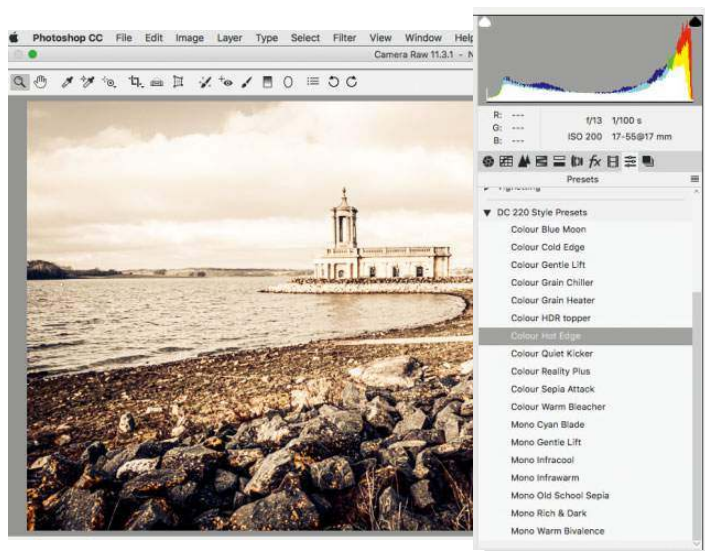 Photoshop CC File Edit Image Layer Type Select Filter View Window Help
Camera Raw 11.3.1 - N
R: ---
G: ---
B: ---
f/13 1/100 s
ISO 200 17-55@17 mm
fx
Presets
Vignetting
DC 220 Style Presets
Colour Blue Moon
Colour Cold Edge
Colour Gentle Lift
Colour Grain Chiller
Colour Grain Heater
Colour HDR topper
Colour Hot Edge
Colour Quiet Kicker
Colour Reality Plus
Colour Sepia Attack
Colour Warm Bleacher
Mono Cyan Blade
Mono Gentle Lift
Mono Infracool
Mono Infrawarm
Mono Old School Sepia
Mono Rich & Dark
Mono Warm Bivalence